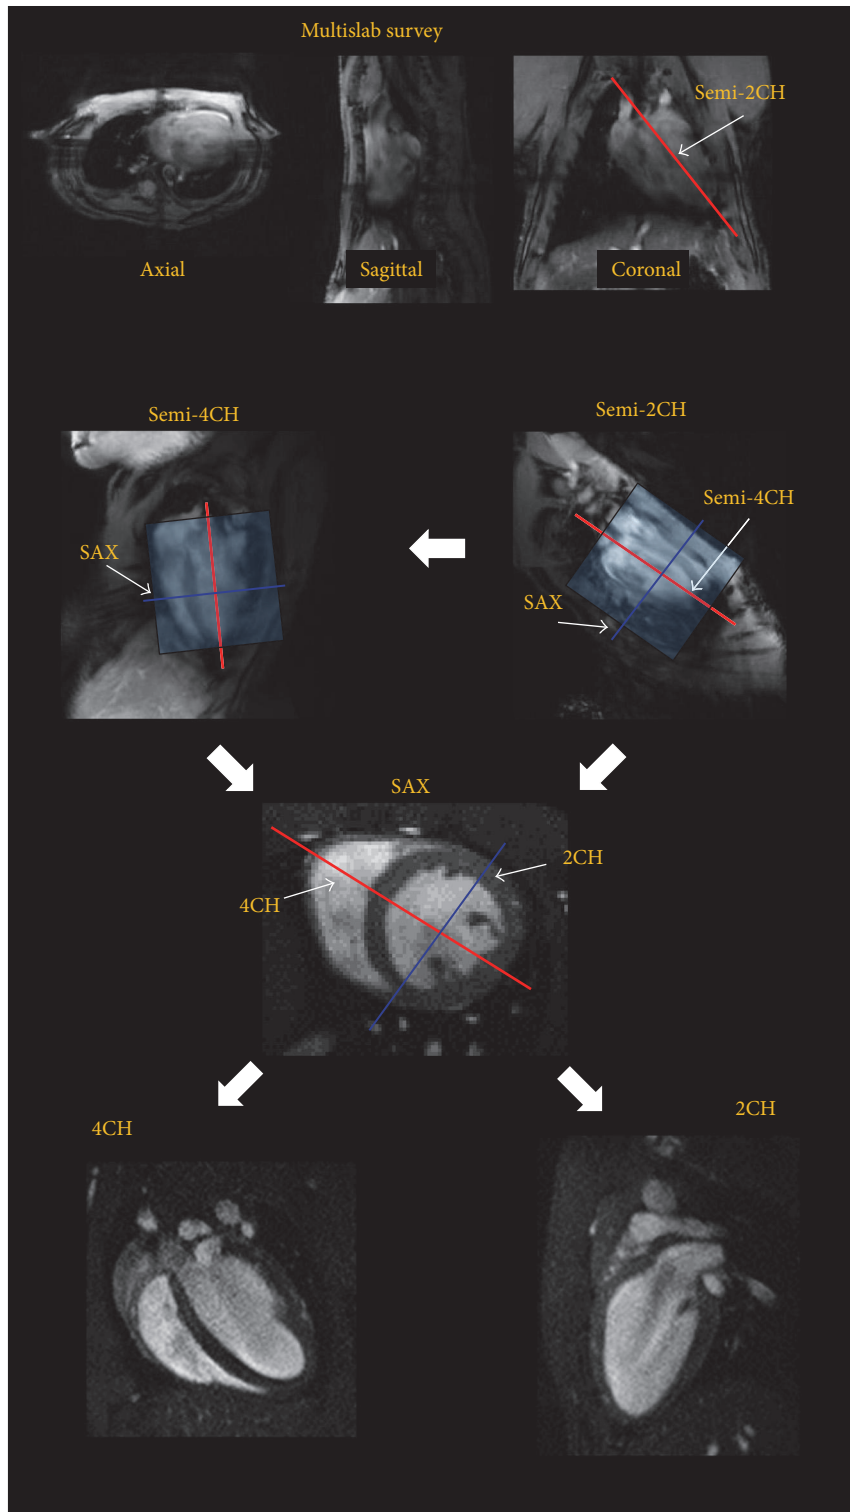 Multislab survey
Semi-2CH
Axial
Sagittal
Coronal
Semi-4CH
Semi-2CH
SAX
Semi-4CH
SAX
SAX
2CH
4CH
4CH
2CH